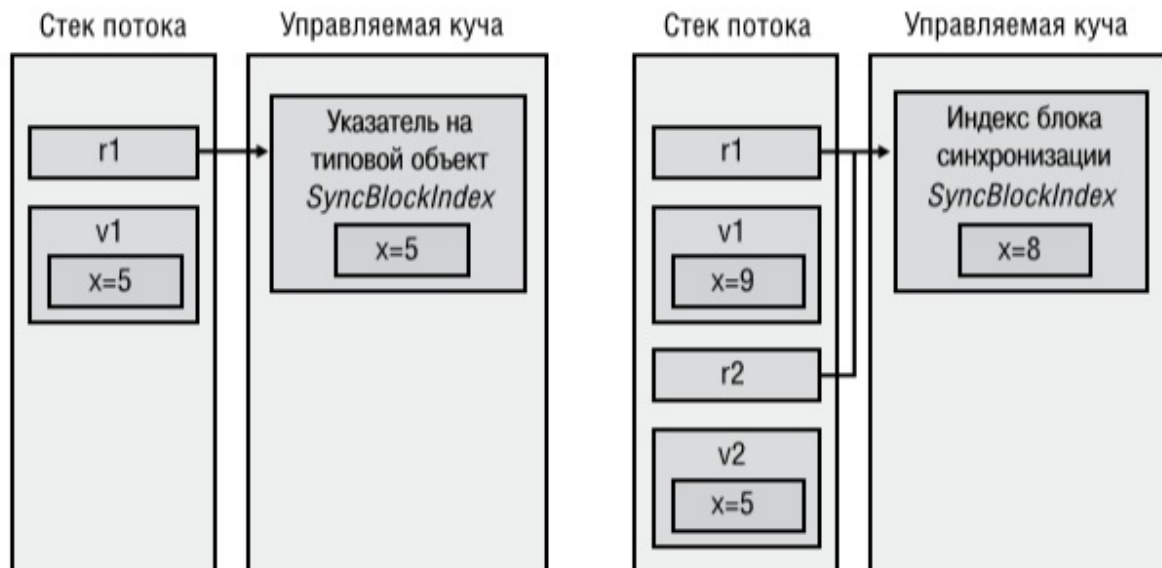 Стек потока
Управляемая куча
r1
v1
x=5
Указатель на
типовой объект
SyncBlockIndex
x=5
Стек потока
Управляемая куча
r1
v1
x=9
r2
v2
x=5
Индекс блока
синхронизации
SyncBlockIndex
x=8